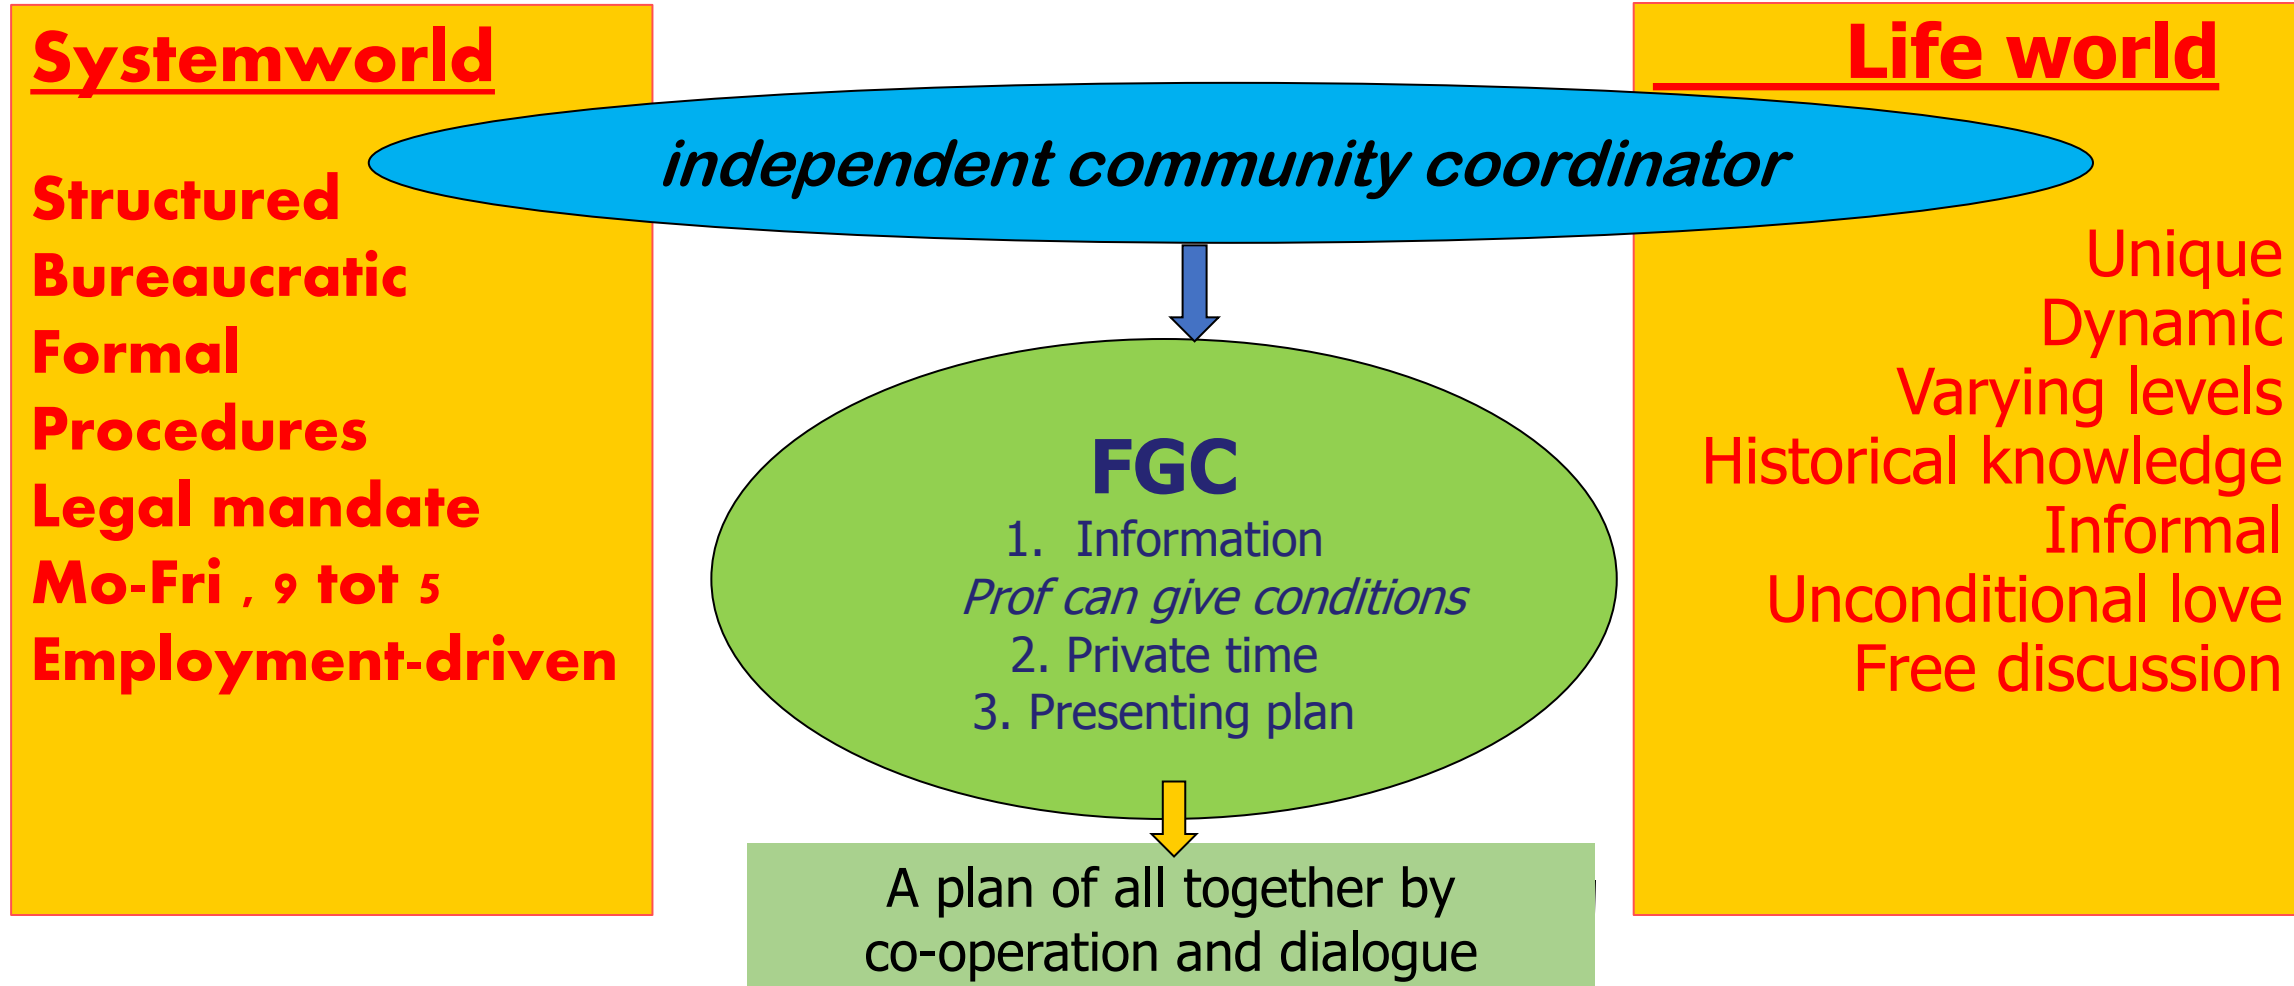 Systemworld
Structured
Bureaucratic
Formal
Procedures
Legal mandate
Mo-Fri , 9 tot 5
Employment-driven
independent community coordinator
FGC
1. Information
Prof can give conditions
2. Private time
3. Presenting plan
A plan of all together by
co-operation and dialogue
Life world
Unique
Dynamic
Varying levels
Historical knowledge
Informal
Unconditional love
Free discussion